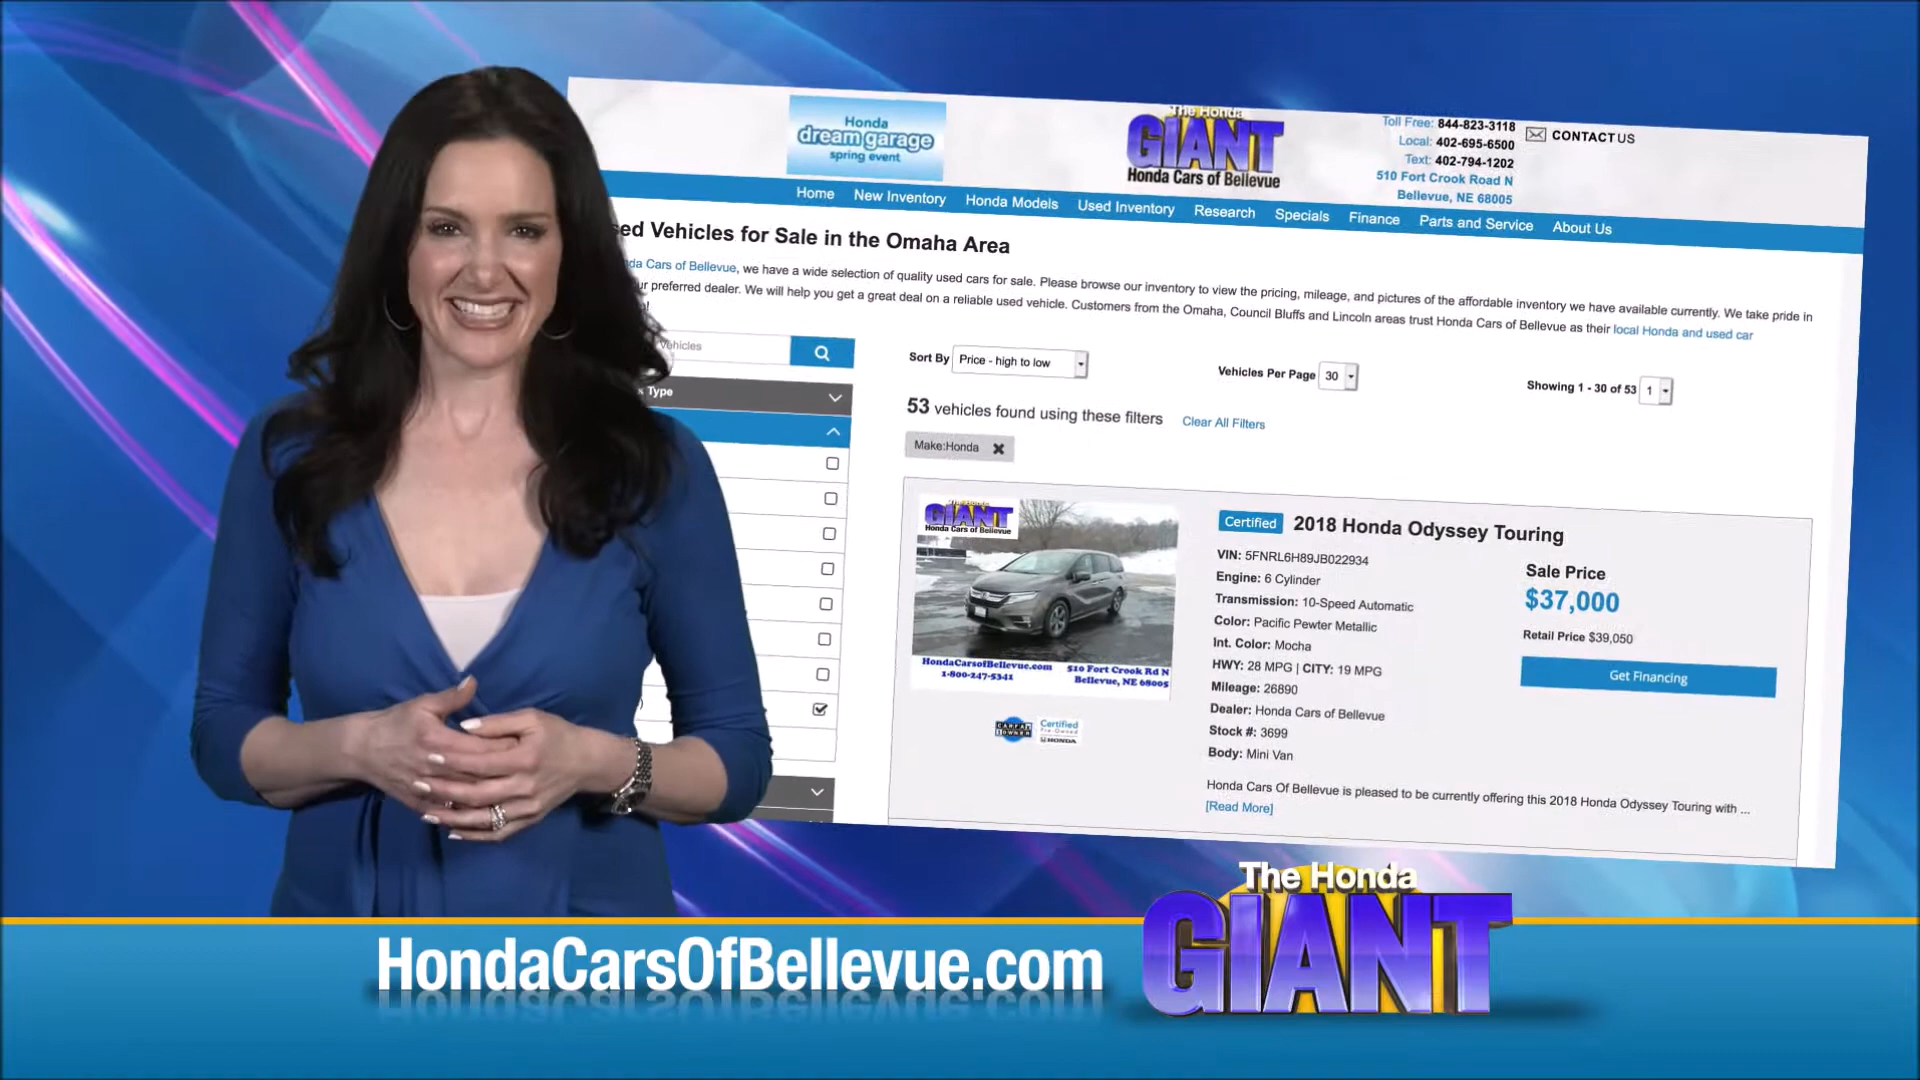 Honda
dream garage
spring event
The Honda
GIANT
Honda Cars of Bellevue
Toll Free: 844-823-3118
Local: 402-695-6500
Text: 402-794-1202
510 Fort Crook Road N
Bellevue, NE 68005
CONTACT US
Home New Inventory Honda Models Used Inventory Research Specials Finance Parts and Service About Us
Vehicles for Sale in the Omaha Area
Cars of Bellevue, we have a wide selection of quality used cars for sale. Please browse our inventory to view the pricing, mileage, and pictures of the affordable inventory we have available currently. We take pride in
preferred dealer. We will help you get a great deal on a reliable used vehicle. Customers from the Omaha, Council Bluffs and Lincoln areas trust Honda Cars of Bellevue as their local Honda and used car
Vehicles
Sort By Price - high to low
Vehicles Per Page 30
Showing 1 - 30 of 53 1
Type
53 vehicles found using these filters Clear All Filters
Make:Honda
The Honda
GIANT
Honda Cars of Bellevue
HondaCarsofBellevue.com 510 Fort Crook Rd N
1-800-247-5341 Bellevue, NE 68005
CARFAX
1 OWNER
Certified
Pre-Owned
HONDA
Certified 2018 Honda Odyssey Touring
VIN: 5FNRL6H89JB022934
Engine: 6 Cylinder
Transmission: 10-Speed Automatic
Color: Pacific Pewter Metallic
Int. Color: Mocha
HWY: 28 MPG | CITY: 19 MPG
Mileage: 26890
Dealer: Honda Cars of Bellevue
Stock #: 3699
Body: Mini Van
Sale Price
$37,000
Retail Price $39,050
Get Financing
Honda Cars Of Bellevue is pleased to be currently offering this 2018 Honda Odyssey Touring with ...
[Read More]
HondaCarsOfBellevue.com
The Honda
GIANT